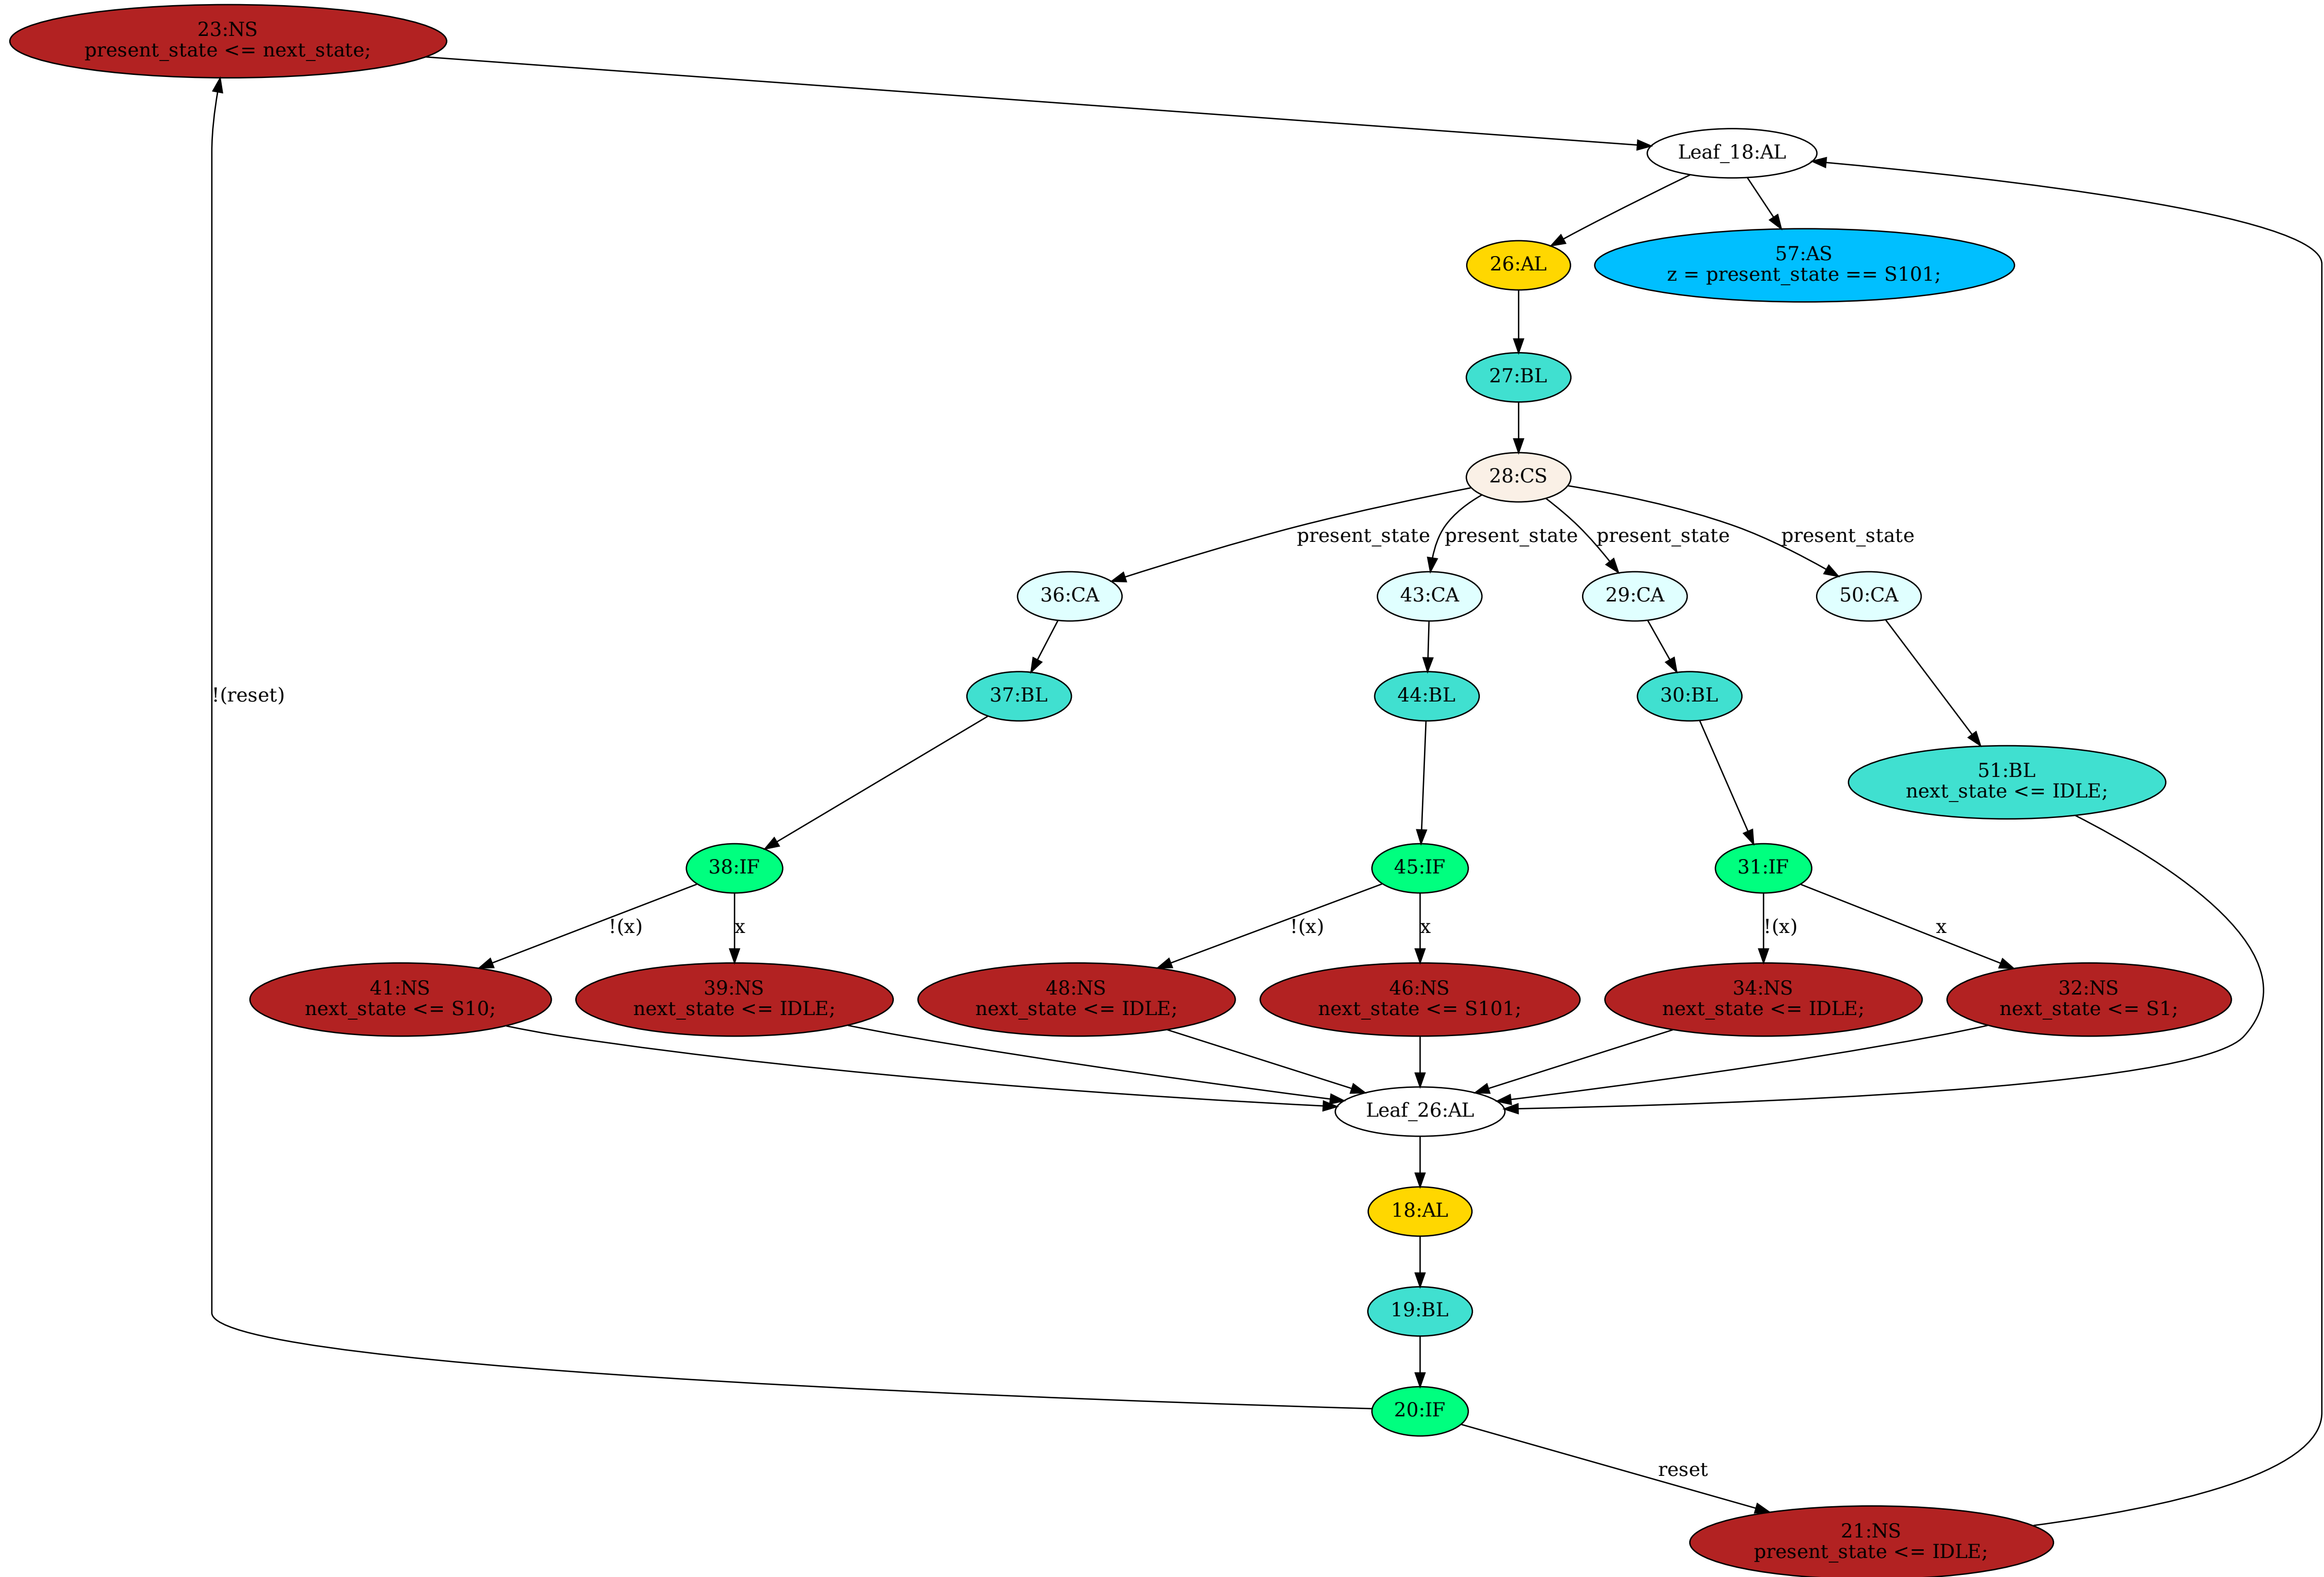 23:NS
present_state <= next_state;
Leaf_18:AL
26:AL
57:AS
z = present_state == S101;
27:BL
28:CS
present_state
present_state
present_state
present_state
36:CA
43:CA
29:CA
50:CA
!(reset)
37:BL
44:BL
30:BL
51:BL
next_state <= IDLE;
38:IF
45:IF
31:IF
!(x)
x
!(x)
x
!(x)
x
41:NS
next_state <= S10;
39:NS
next_state <= IDLE;
48:NS
next_state <= IDLE;
46:NS
next_state <= S101;
34:NS
next_state <= IDLE;
32:NS
next_state <= S1;
Leaf_26:AL
18:AL
19:BL
20:IF
reset
21:NS
present_state <= IDLE;